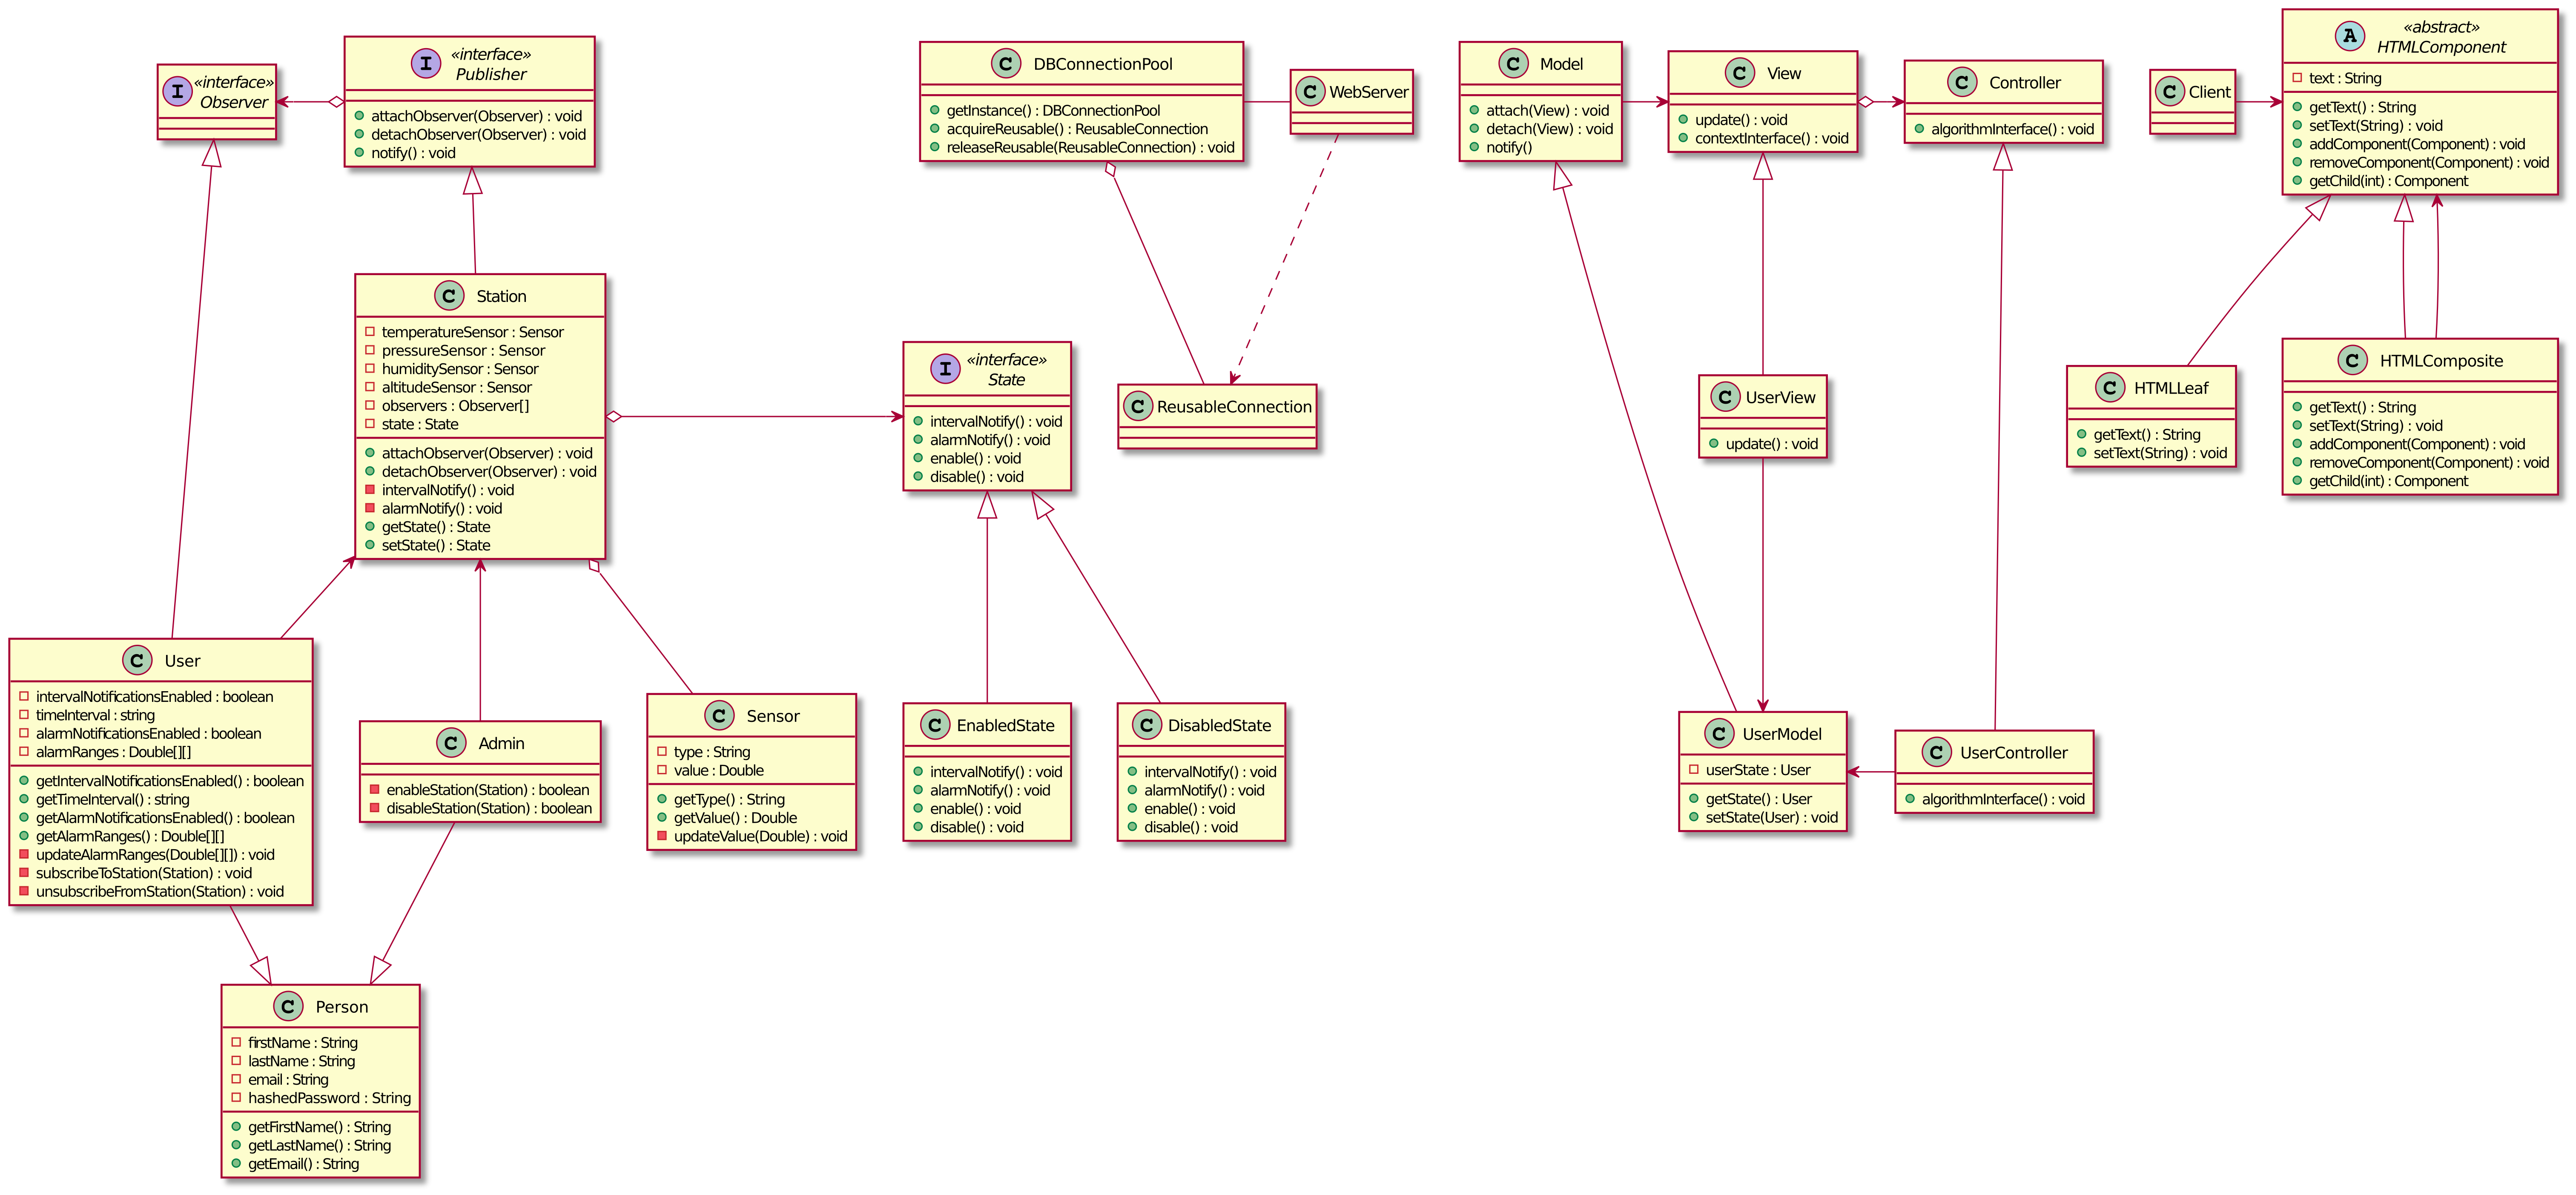 I
«interface»
Observer
I
«interface»
Publisher
attachObserver(Observer) : void
detachObserver(Observer) : void
notify() : void
C
Station
temperatureSensor : Sensor
pressureSensor : Sensor
humiditySensor : Sensor
altitudeSensor : Sensor
observers : Observer[]
state : State
attachObserver(Observer) : void
detachObserver(Observer) : void
intervalNotify() : void
alarmNotify() : void
getState() : State
setState() : State
I
«interface»
State
intervalNotify() : void
alarmNotify() : void
enable() : void
disable() : void
C
User
intervalNotificationsEnabled : boolean
timeInterval : string
alarmNotificationsEnabled : boolean
alarmRanges : Double[][]
getIntervalNotificationsEnabled() : boolean
getTimeInterval() : string
getAlarmNotificationsEnabled() : boolean
getAlarmRanges() : Double[][]
updateAlarmRanges(Double[][]) : void
subscribeToStation(Station) : void
unsubscribeFromStation(Station) : void
C
Admin
enableStation(Station) : boolean
disableStation(Station) : boolean
C
Sensor
type : String
value : Double
getType() : String
getValue() : Double
updateValue(Double) : void
C
EnabledState
intervalNotify() : void
alarmNotify() : void
enable() : void
disable() : void
C
DisabledState
intervalNotify() : void
alarmNotify() : void
enable() : void
disable() : void
C
Person
firstName : String
lastName : String
email : String
hashedPassword : String
getFirstName() : String
getLastName() : String
getEmail() : String
C
DBConnectionPool
getInstance() : DBConnectionPool
acquireReusable() : ReusableConnection
releaseReusable(ReusableConnection) : void
C
WebServer
C
ReusableConnection
C
Model
attach(View) : void
detach(View) : void
notify()
C
View
update() : void
contextInterface() : void
C
Controller
algorithmInterface() : void
C
UserView
update() : void
C
UserModel
userState : User
getState() : User
setState(User) : void
C
UserController
algorithmInterface() : void
C
Client
A
«abstract»
HTMLComponent
text : String
getText() : String
setText(String) : void
addComponent(Component) : void
removeComponent(Component) : void
getChild(int) : Component
C
HTMLLeaf
getText() : String
setText(String) : void
C
HTMLComposite
getText() : String
setText(String) : void
addComponent(Component) : void
removeComponent(Component) : void
getChild(int) : Component